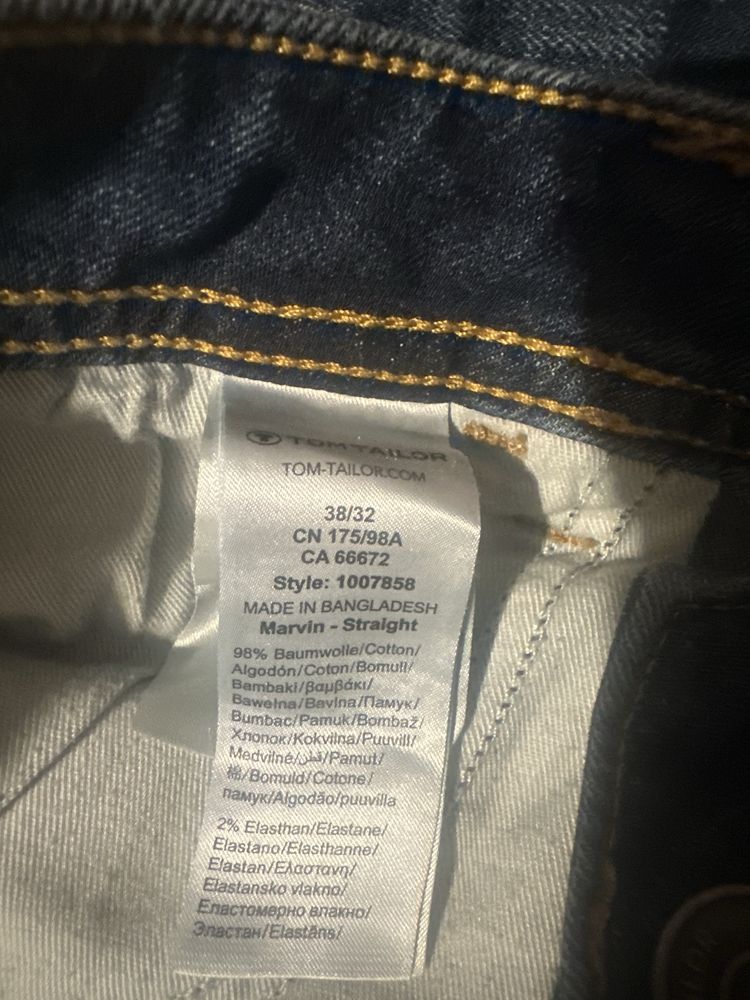 TOM TAILOR
TOM-TAILOR.COM
38/32
CN 175/98A
CA 66672
Style: 1007858
MADE IN BANGLADESH
Marvin - Straight
98% Baumwolle/Cotton/
Algodón/Coton/Bomull/
Bambaki/βαμβάκι/
Bawełna/Bavlna/Памук/
Bumbac/Pamuk/Bombaž/
Хлопок/Kokvilna/Puuvill/
Medvilnė/قطن/Pamut/
棉/Bomuld/Cotone/
памук/Algodão/puuvilla
2% Elasthan/Elastane/
Elastano/Elasthanne/
Elastan/Ελαστανη/
Elastansko vlakno/
Еластомерно влакно/
Эластан/Elastāns/